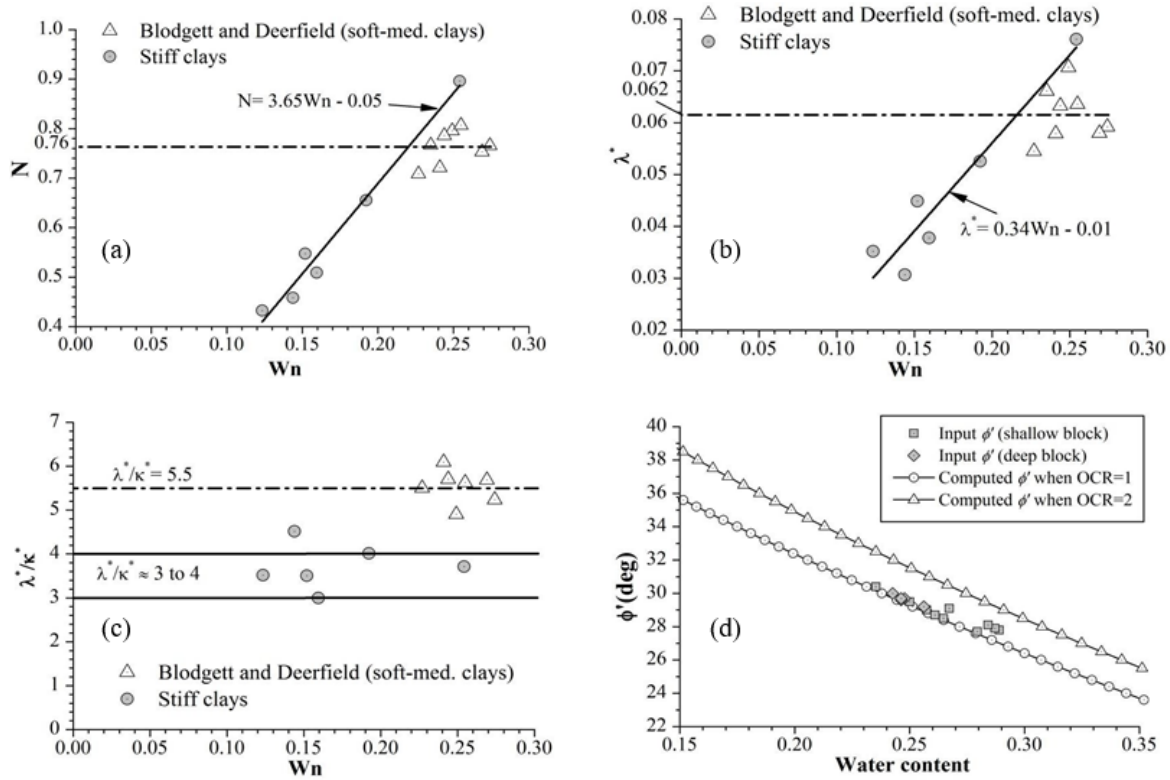 Blodgett and Deerfield (soft-med. clays)
Stiff clays
N= 3.65Wn - 0.05
1.0
0.9
0.8
0.76
0.7
0.6
0.5
0.4
N
(a)
0.00 0.05 0.10 0.15 0.20 0.25 0.30
Wn
Blodgett and Deerfield (soft-med. clays)
Stiff clays
0.08
0.07
0.062
0.06
0.05
0.04
0.03
0.02
λ*
λ*= 0.34Wn - 0.01
(b)
0.00 0.05 0.10 0.15 0.20 0.25 0.30
Wn
7
6
5
4
3
2
1
0
λ*/κ*
λ*/κ*= 5.5
λ*/κ* ≈ 3 to 4
(c)
Blodgett and Deerfield (soft-med. clays)
Stiff clays
0.00 0.05 0.10 0.15 0.20 0.25 0.30
Wn
40
38
36
34
32
30
28
26
24
22
ϕ'(deg)
Input ϕ' (shallow block)
Input ϕ' (deep block)
Computed ϕ' when OCR=1
Computed ϕ' when OCR=2
(d)
0.15 0.20 0.25 0.30 0.35
Water content